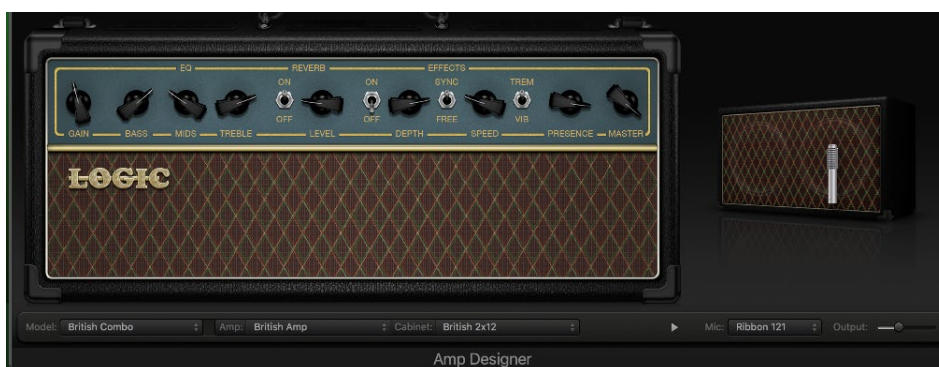 EQ REVERB EFFECTS
ON ON SYNC TREM
OFF OFF FREE VIB
GAIN BASS MIDS TREBLE LEVEL DEPTH SPEED PRESENCE MASTER
LOGIC
Model: British Combo Amp: British Amp Cabinet: British 2x12 Mic: Ribbon 121 Output:
Amp Designer